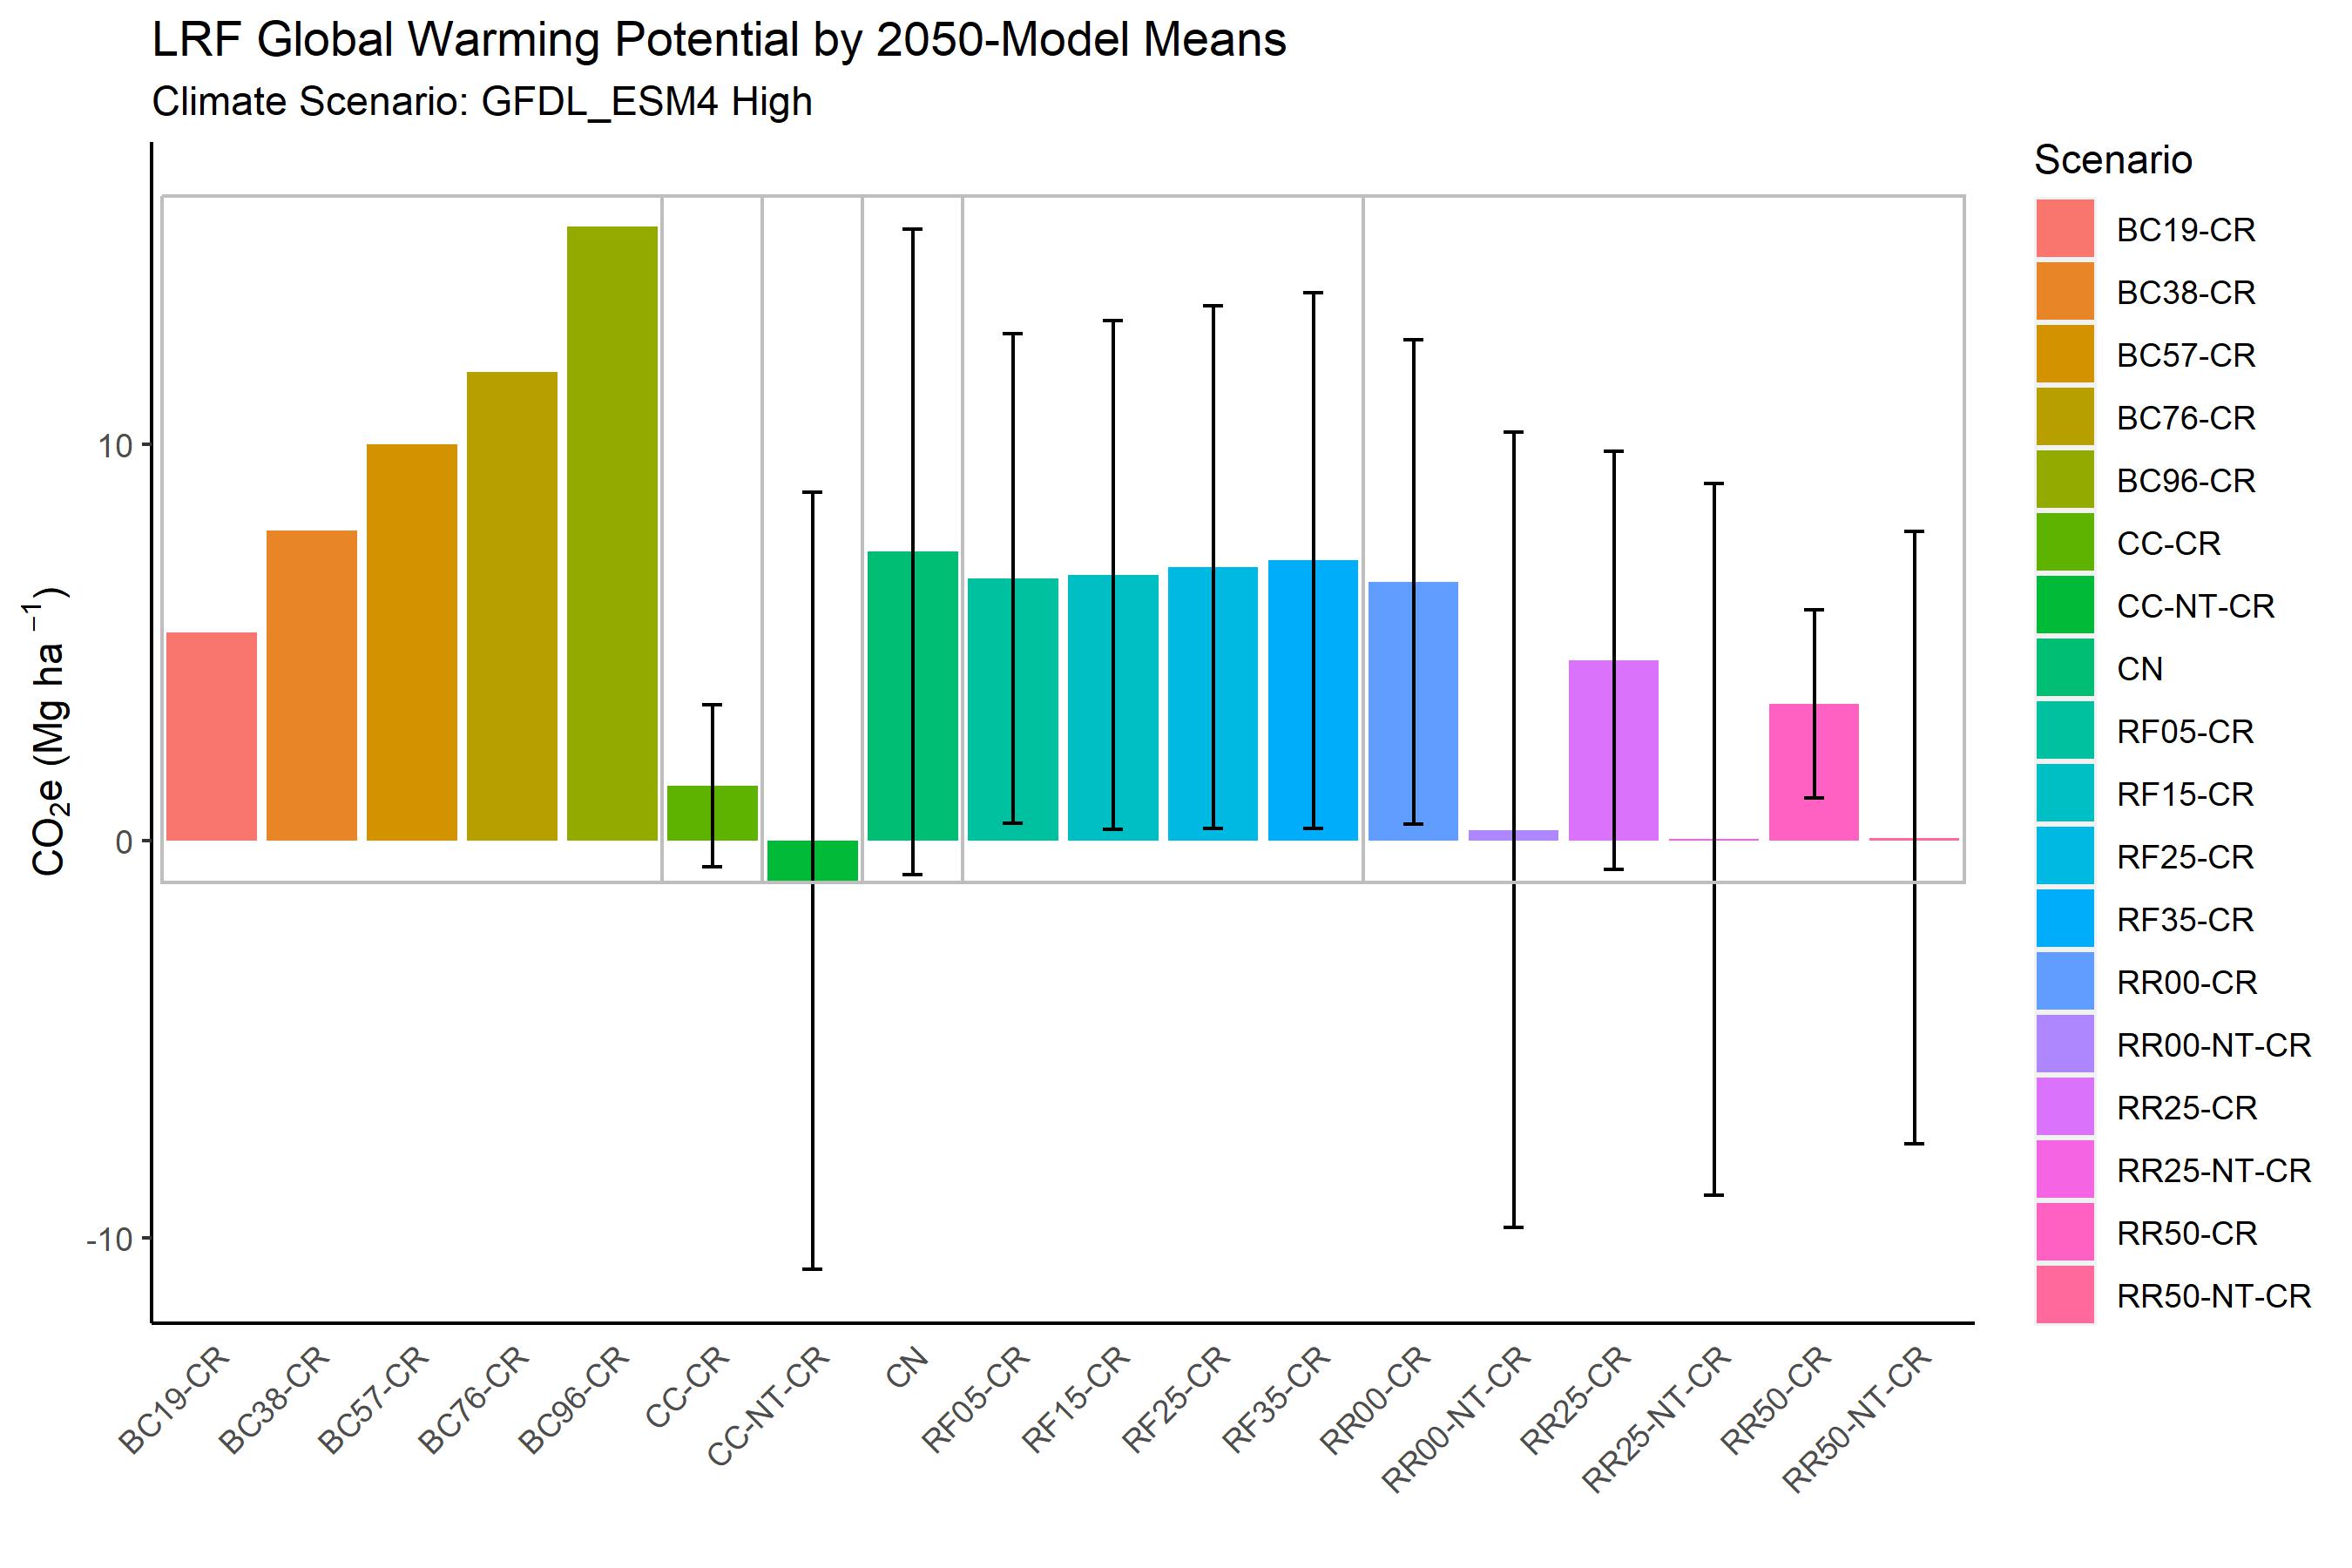 LRF Global Warming Potential by 2050-Model Means
Climate Scenario: GFDL_ESM4 High
CO₂e (Mg ha ⁻¹)
10
0
-10
BC19-CR
BC38-CR
BC57-CR
BC76-CR
BC96-CR
CC-CR
CC-NT-CR
CN
RF05-CR
RF15-CR
RF25-CR
RF35-CR
RR00-CR
RR00-NT-CR
RR25-CR
RR25-NT-CR
RR50-CR
RR50-NT-CR
Scenario
BC19-CR
BC38-CR
BC57-CR
BC76-CR
BC96-CR
CC-CR
CC-NT-CR
CN
RF05-CR
RF15-CR
RF25-CR
RF35-CR
RR00-CR
RR00-NT-CR
RR25-CR
RR25-NT-CR
RR50-CR
RR50-NT-CR